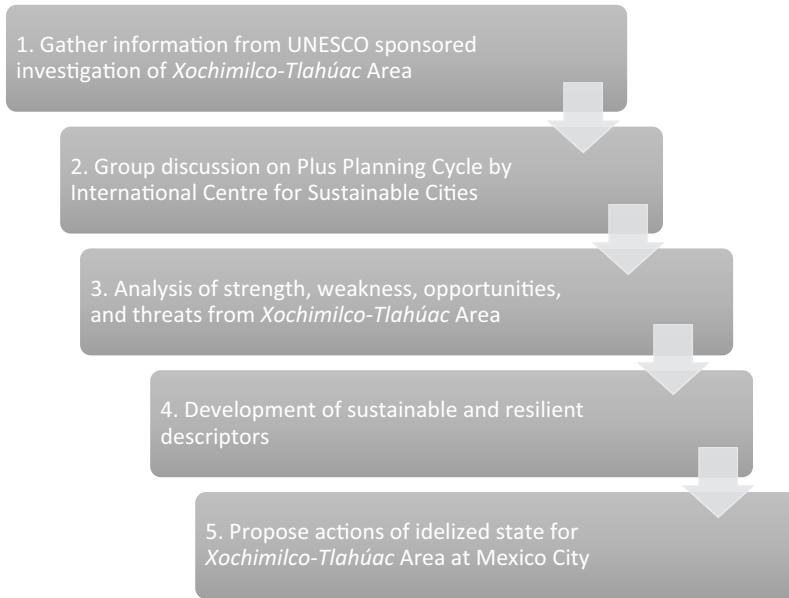 1. Gather information from UNESCO sponsored
investigation of Xochimilco-Tlahúac Area
2. Group discussion on Plus Planning Cycle by
International Centre for Sustainable Cities
3. Analysis of strength, weakness, opportunities,
and threats from Xochimilco-Tlahúac Area
4. Development of sustainable and resilient
descriptors
5. Propose actions of idelized state for
Xochimilco-Tlahúac Area at Mexico City